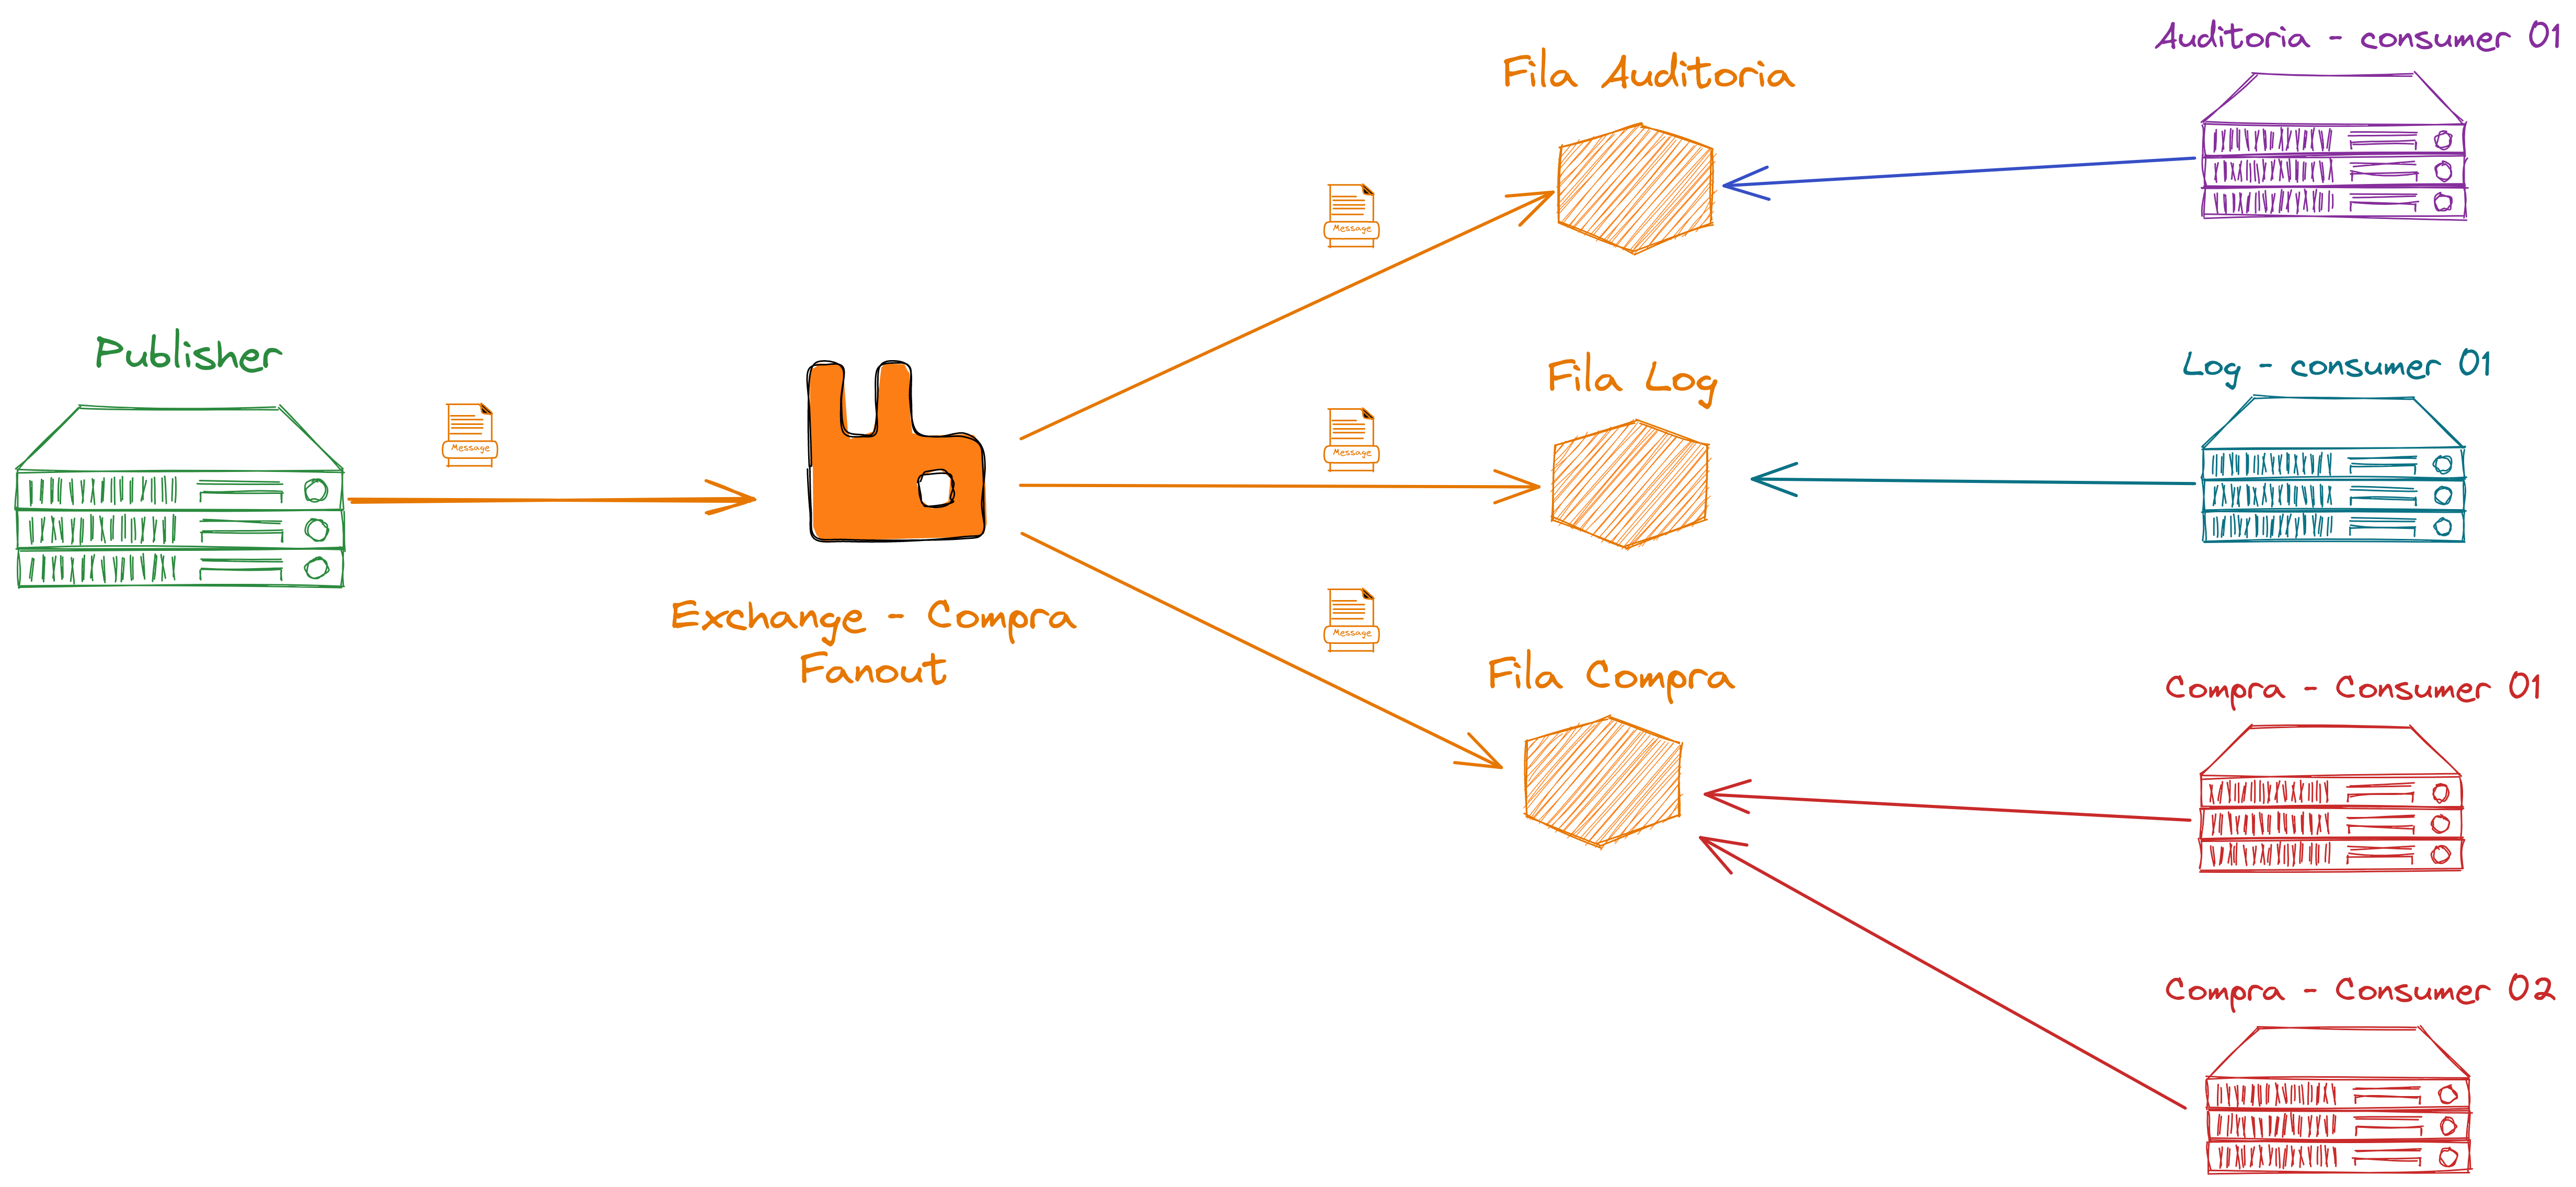 Auditoria - consumer 01
Fila Auditoria
Message
Publisher
Fila Log
Log - consumer 01
Message
Message
Exchange - Compra
Fanout
Message
Fila Compra
Compra - Consumer 01
Compra - Consumer 02